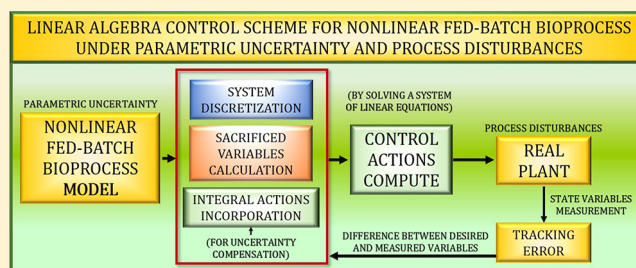 LINEAR ALGEBRA CONTROL SCHEME FOR NONLINEAR FED-BATCH BIOPROCESS
UNDER PARAMETRIC UNCERTAINTY AND PROCESS DISTURBANCES
PARAMETRIC UNCERTAINTY
NONLINEAR
FED-BATCH
BIOPROCESS
MODEL
SYSTEM
DISCRETIZATION
SACRIFICED
VARIABLES
CALCULATION
INTEGRAL ACTIONS
INCORPORATION
(FOR UNCERTAINTY
COMPENSATION)
(BY SOLVING A SYSTEM
OF LINEAR EQUATIONS)
CONTROL
ACTIONS
COMPUTE
PROCESS DISTURBANCES
REAL
PLANT
STATE VARIABLES
MEASUREMENT
TRACKING
ERROR
DIFFERENCE BETWEEN DESIRED
AND MEASURED VARIABLES